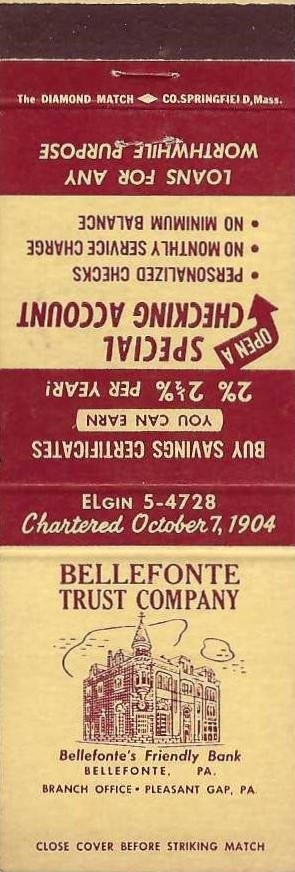 The DIAMOND MATCH CO.SPRINGFIELD,Mass.
BUY SAVINGS CERTIFICATES
YOU CAN EARN
2% 2½% PER YEAR!
OPEN A
SPECIAL
CHECKING ACCOUNT
• PERSONALIZED CHECKS
• NO MONTHLY SERVICE CHARGE
• NO MINIMUM BALANCE
LOANS FOR ANY
WORTHWHILE PURPOSE
ELGIN 5-4728
Chartered October 7, 1904
BELLEFONTE
TRUST COMPANY
Bellefonte's Friendly Bank
BELLEFONTE, PA.
BRANCH OFFICE • PLEASANT GAP, PA.
CLOSE COVER BEFORE STRIKING MATCH